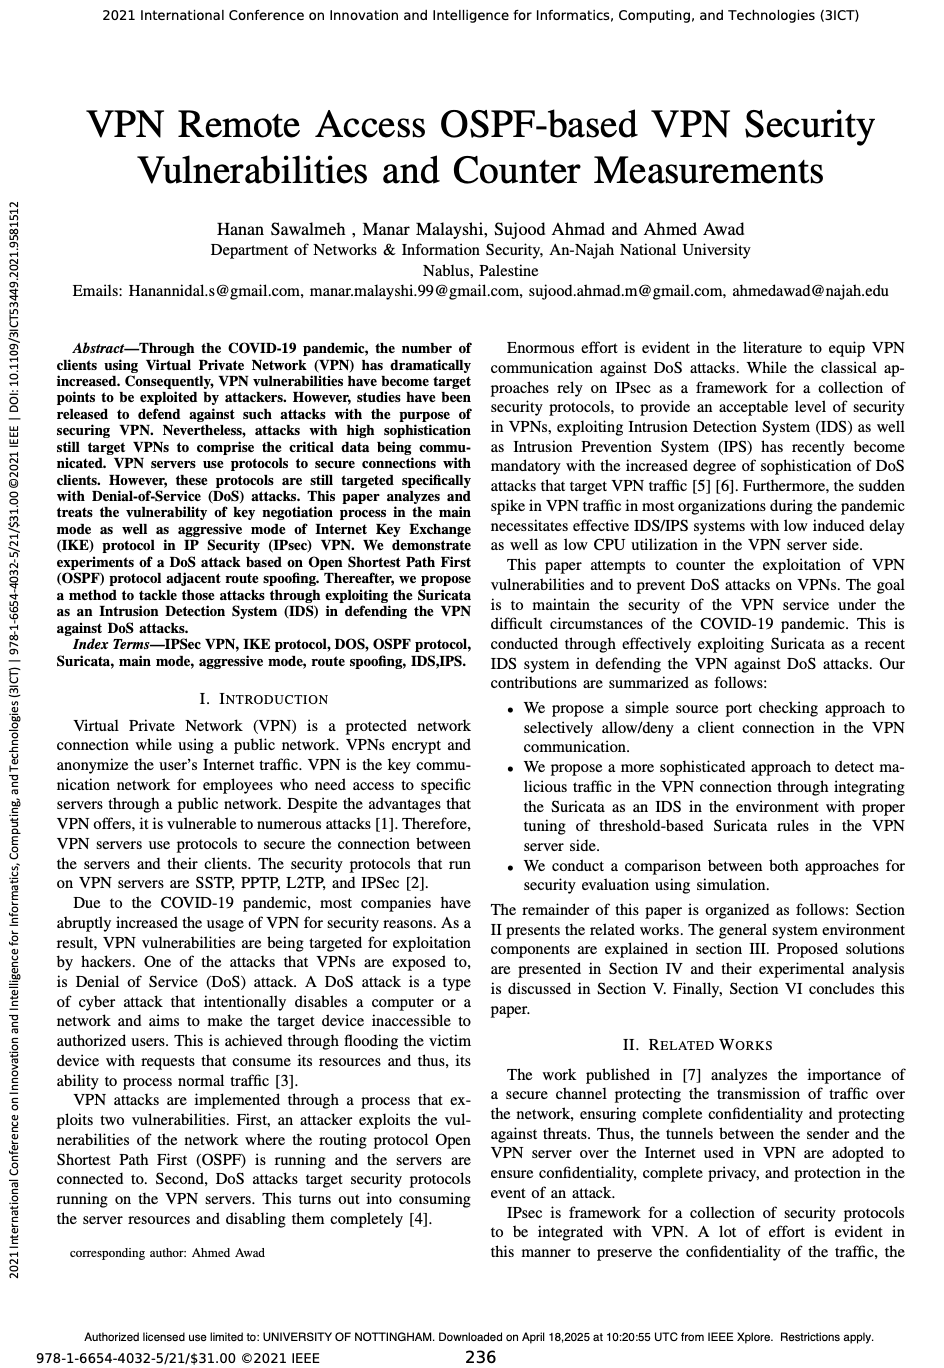 2021 International Conference on Innovation and Intelligence for Informatics, Computing, and Technologies (3ICT)
VPN Remote Access OSPF-based VPN Security
Vulnerabilities and Counter Measurements
Hanan Sawalmeh , Manar Malayshi, Sujood Ahmad and Ahmed Awad
Department of Networks & Information Security, An-Najah National University
Nablus, Palestine
Emails: Hanannidal.s@gmail.com, manar.malayshi.99@gmail.com, sujood.ahmad.m@gmail.com, ahmedawad@najah.edu
Abstract—Through the COVID-19 pandemic, the number of
clients using Virtual Private Network (VPN) has dramatically
increased. Consequently, VPN vulnerabilities have become target
points to be exploited by attackers. However, studies have been
released to defend against such attacks with the purpose of
securing VPN. Nevertheless, attacks with high sophistication
still target VPNs to comprise the critical data being commu-
nicated. VPN servers use protocols to secure connections with
clients. However, these protocols are still targeted specifically
with Denial-of-Service (DoS) attacks. This paper analyzes and
treats the vulnerability of key negotiation process in the main
mode as well as aggressive mode of Internet Key Exchange
(IKE) protocol in IP Security (IPsec) VPN. We demonstrate
experiments of a DoS attack based on Open Shortest Path First
(OSPF) protocol adjacent route spoofing. Thereafter, we propose
a method to tackle those attacks through exploiting the Suricata
as an Intrusion Detection System (IDS) in defending the VPN
against DoS attacks.
Index Terms—IPSec VPN, IKE protocol, DOS, OSPF protocol,
Suricata, main mode, aggressive mode, route spoofing, IDS,IPS.
I. INTRODUCTION
Virtual Private Network (VPN) is a protected network
connection while using a public network. VPNs encrypt and
anonymize the user's Internet traffic. VPN is the key commu-
nication network for employees who need access to specific
servers through a public network. Despite the advantages that
VPN offers, it is vulnerable to numerous attacks [1]. Therefore,
VPN servers use protocols to secure the connection between
the servers and their clients. The security protocols that run
on VPN servers are SSTP, PPTP, L2TP, and IPSec [2].
Due to the COVID-19 pandemic, most companies have
abruptly increased the usage of VPN for security reasons. As a
result, VPN vulnerabilities are being targeted for exploitation
by hackers. One of the attacks that VPNs are exposed to,
is Denial of Service (DoS) attack. A DoS attack is a type
of cyber attack that intentionally disables a computer or a
network and aims to make the target device inaccessible to
authorized users. This is achieved through flooding the victim
device with requests that consume its resources and thus, its
ability to process normal traffic [3].
VPN attacks are implemented through a process that ex-
ploits two vulnerabilities. First, an attacker exploits the vul-
nerabilities of the network where the routing protocol Open
Shortest Path First (OSPF) is running and the servers are
connected to. Second, DoS attacks target security protocols
running on the VPN servers. This turns out into consuming
the server resources and disabling them completely [4].
corresponding author: Ahmed Awad
Enormous effort is evident in the literature to equip VPN
communication against DoS attacks. While the classical ap-
proaches rely on IPsec as a framework for a collection of
security protocols, to provide an acceptable level of security
in VPNs, exploiting Intrusion Detection System (IDS) as well
as Intrusion Prevention System (IPS) has recently become
mandatory with the increased degree of sophistication of DoS
attacks that target VPN traffic [5] [6]. Furthermore, the sudden
spike in VPN traffic in most organizations during the pandemic
necessitates effective IDS/IPS systems with low induced delay
as well as low CPU utilization in the VPN server side.
This paper attempts to counter the exploitation of VPN
vulnerabilities and to prevent DoS attacks on VPNs. The goal
is to maintain the security of the VPN service under the
difficult circumstances of the COVID-19 pandemic. This is
conducted through effectively exploiting Suricata as a recent
IDS system in defending the VPN against DoS attacks. Our
contributions are summarized as follows:
• We propose a simple source port checking approach to
selectively allow/deny a client connection in the VPN
communication.
• We propose a more sophisticated approach to detect ma-
licious traffic in the VPN connection through integrating
the Suricata as an IDS in the environment with proper
tuning of threshold-based Suricata rules in the VPN
server side.
• We conduct a comparison between both approaches for
security evaluation using simulation.
The remainder of this paper is organized as follows: Section
II presents the related works. The general system environment
components are explained in section III. Proposed solutions
are presented in Section IV and their experimental analysis
is discussed in Section V. Finally, Section VI concludes this
paper.
II. RELATED WORKS
The work published in [7] analyzes the importance of
a secure channel protecting the transmission of traffic over
the network, ensuring complete confidentiality and protecting
against threats. Thus, the tunnels between the sender and the
VPN server over the Internet used in VPN are adopted to
ensure confidentiality, complete privacy, and protection in the
event of an attack.
IPsec is framework for a collection of security protocols
to be integrated with VPN. A lot of effort is evident in
this manner to preserve the confidentiality of the traffic, the
2021 International Conference on Innovation and Intelligence for Informatics, Computing, and Technologies (3ICT) | 978-1-6654-4032-5/21/$31.00 ©2021 IEEE | DOI: 10.1109/3ICT53449.2021.9581512
Authorized licensed use limited to: UNIVERSITY OF NOTTINGHAM. Downloaded on April 18,2025 at 10:20:55 UTC from IEEE Xplore. Restrictions apply.
978-1-6654-4032-5/21/$31.00 ©2021 IEEE
236